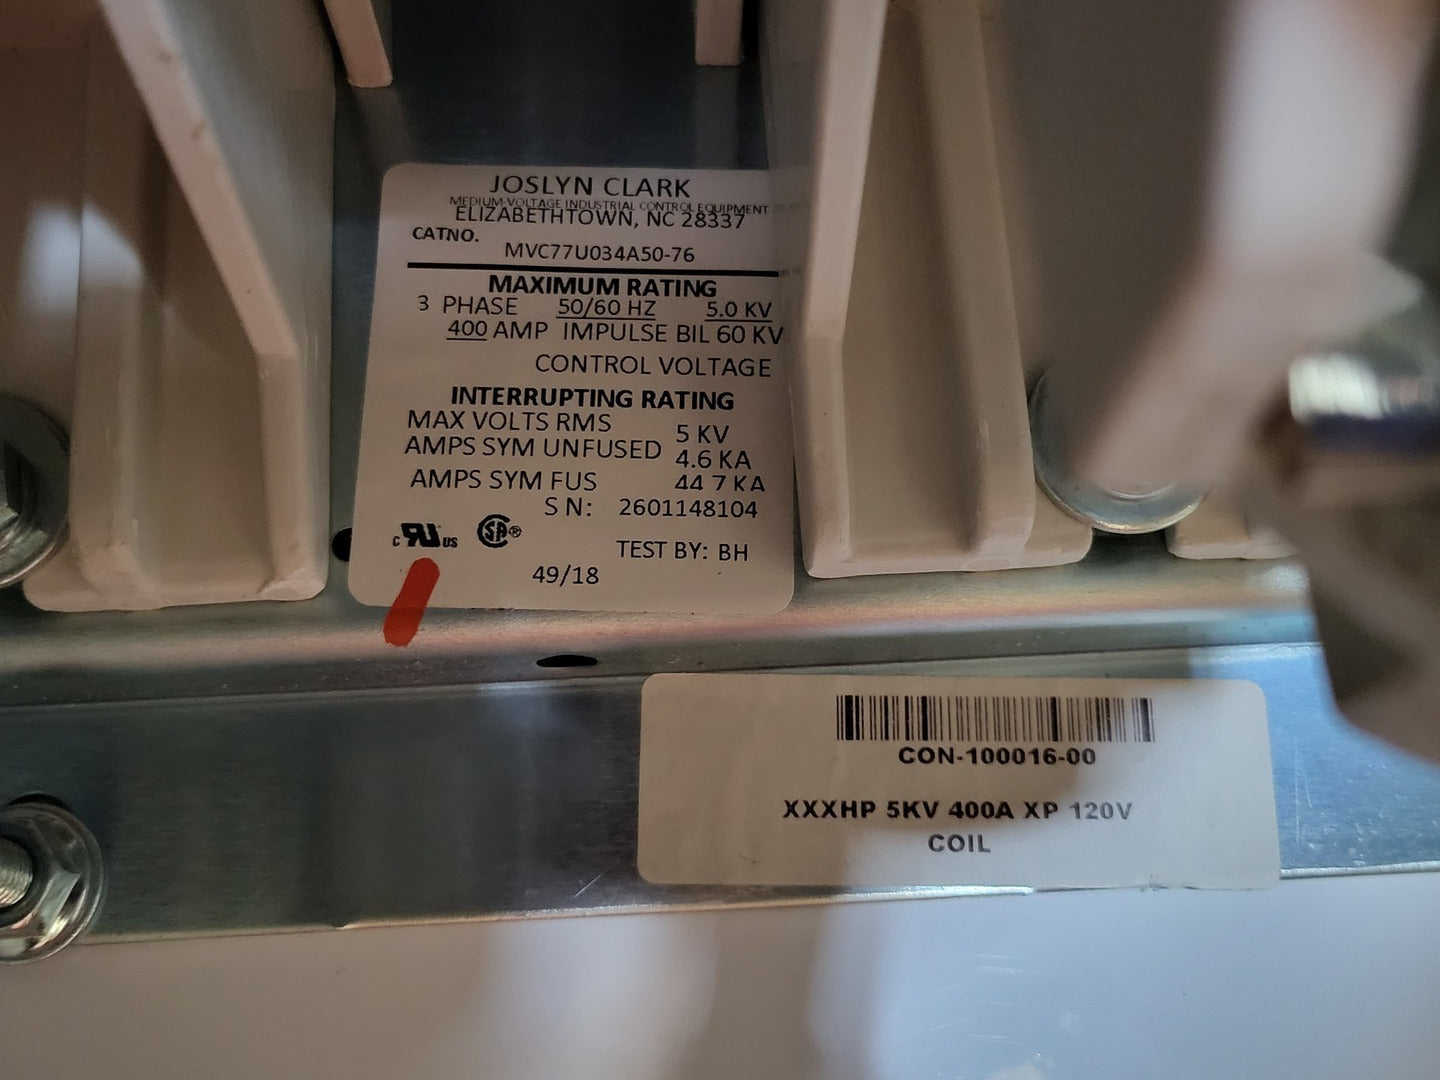 JOSLYN CLARK
MEDIUM-VOLTAGE INDUSTRIAL CONTROL EQUIPMENT
ELIZABETHTOWN, NC 28337
CATNO.
MVC77U034A50-76
MAXIMUM RATING
3 PHASE 50/60 HZ 5.0 KV
400 AMP IMPULSE BIL 60 KV
CONTROL VOLTAGE
INTERRUPTING RATING
MAX VOLTS RMS 5 KV
AMPS SYM UNFUSED 4.6 KA
AMPS SYM FUS 44.7 KA
S N: 2601148104
c RU US SA®
TEST BY: BH
49/18
CON-100016-00
XXXHP 5KV 400A XP 120V
COIL